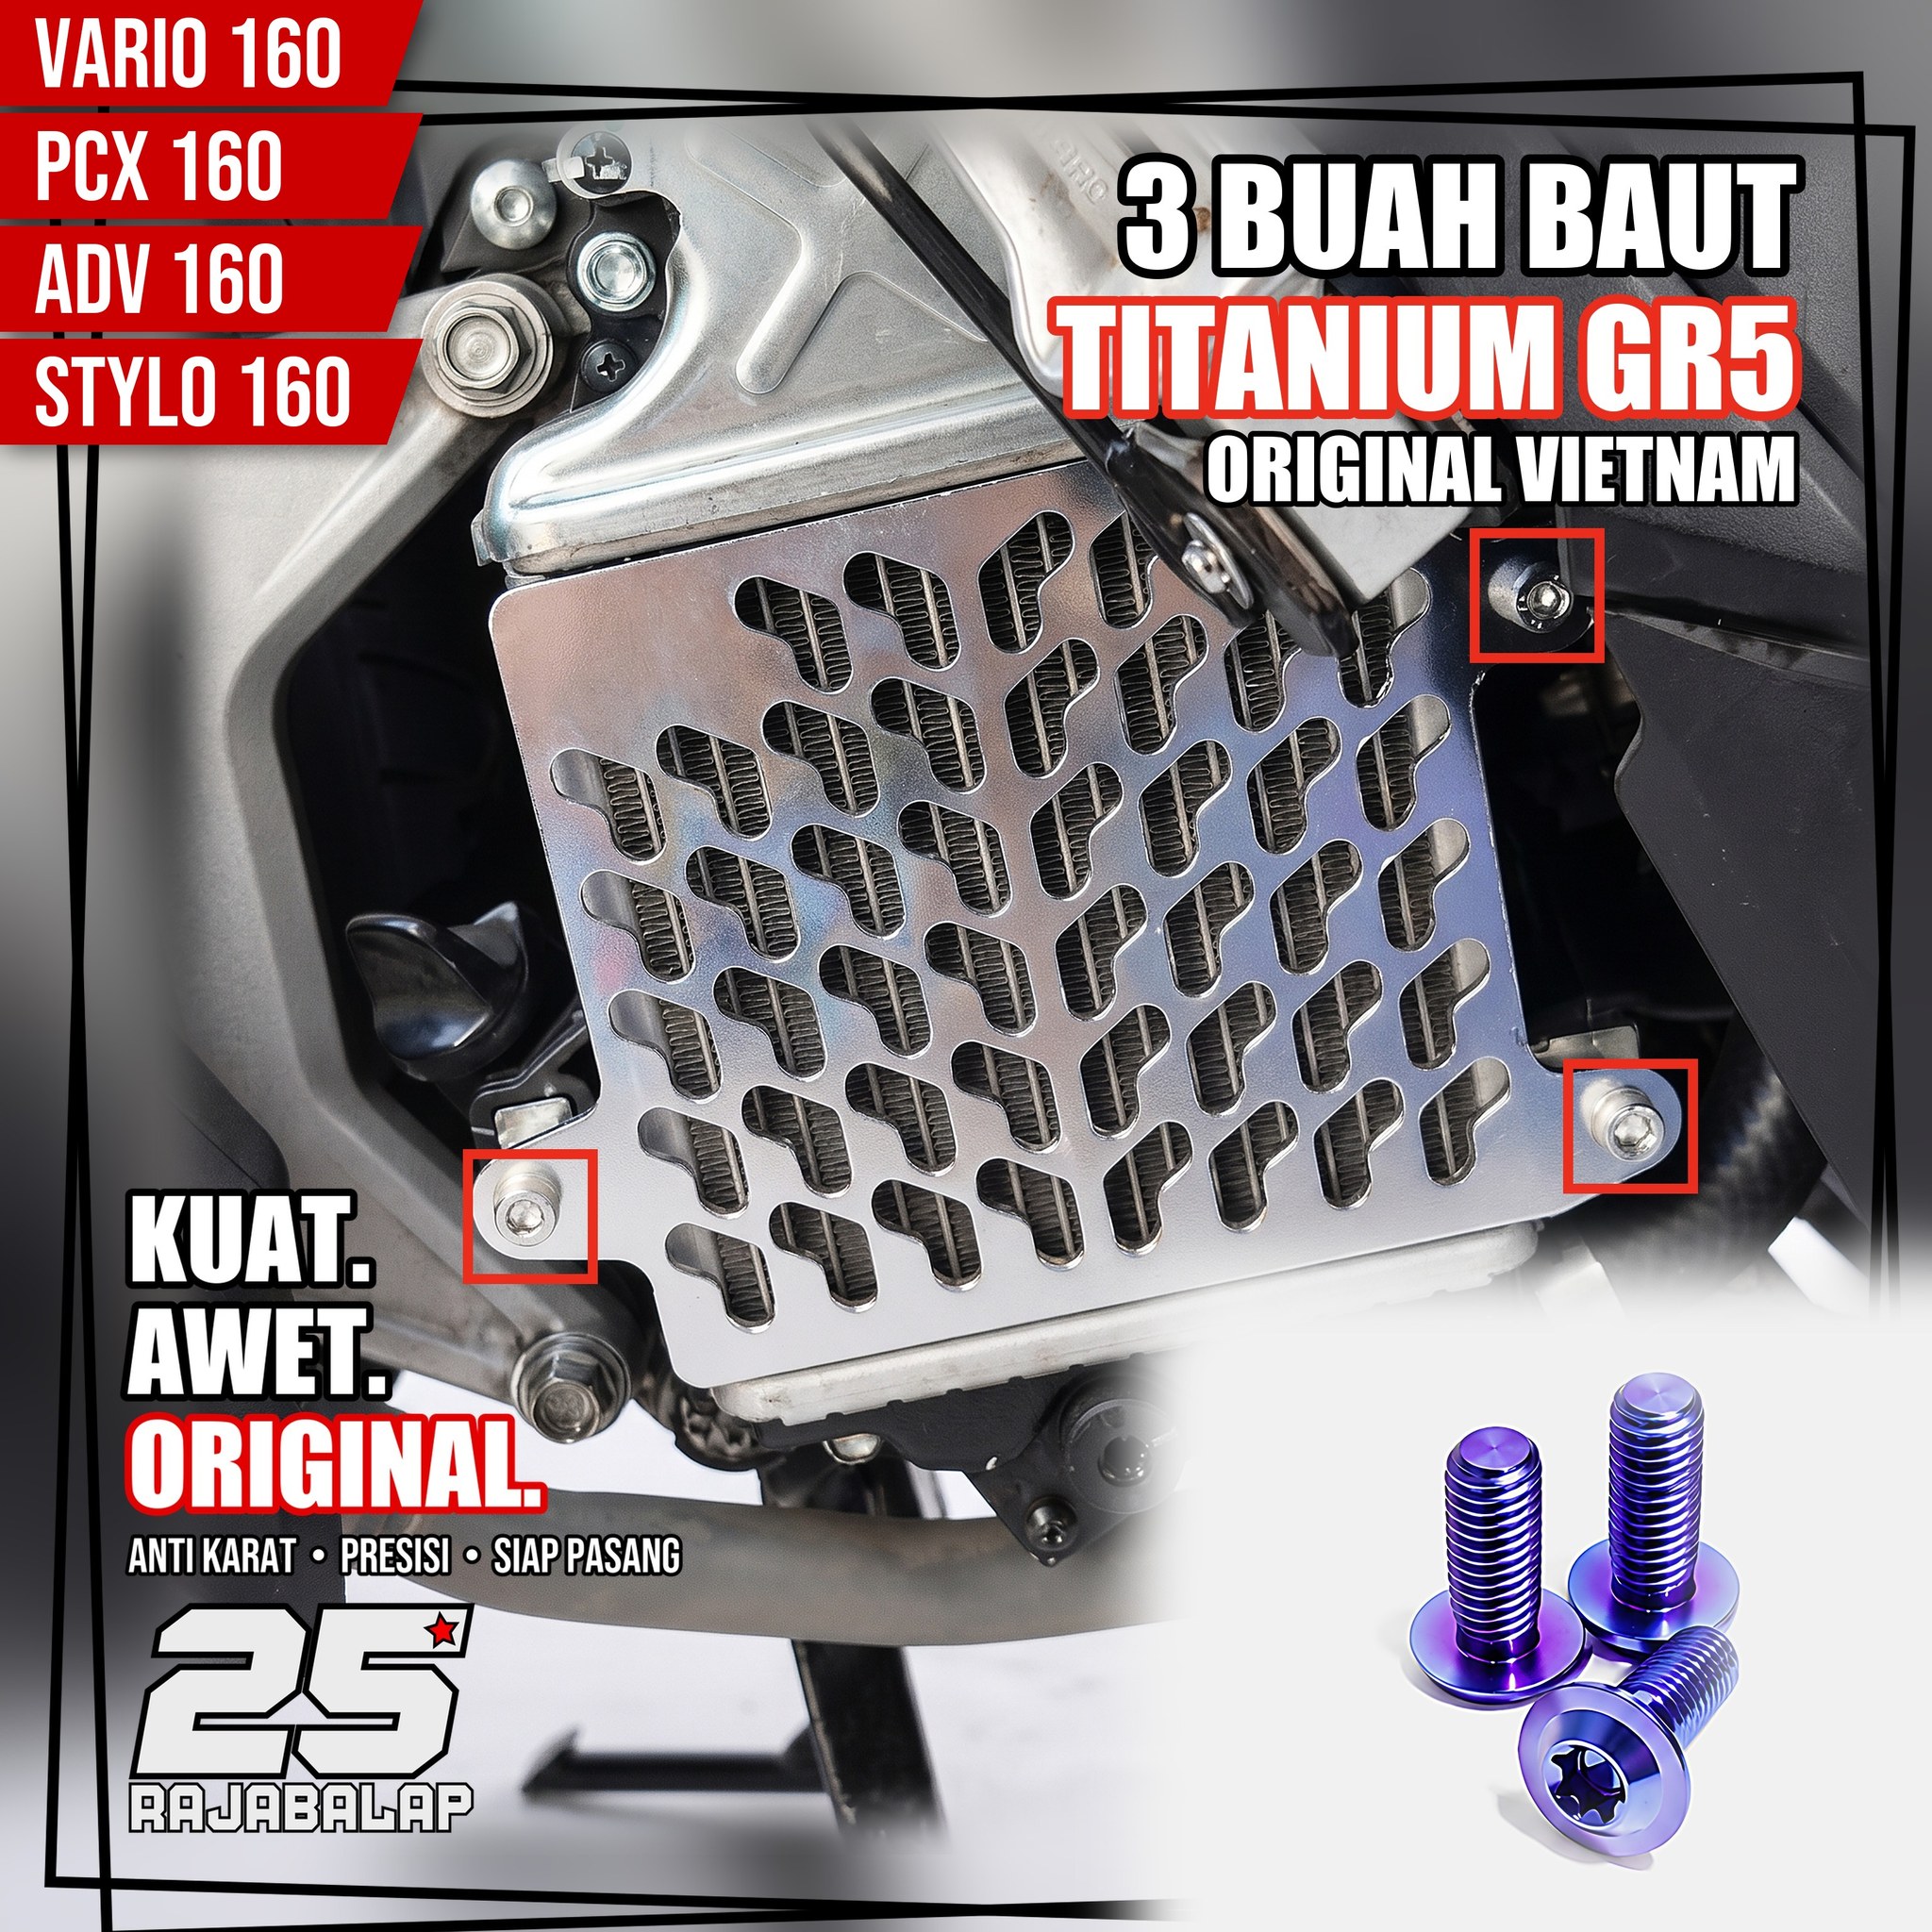 VARIO 160
PCX 160
ADV 160
STYLO 160
3 BUAH BAUT
TITANIUM GR5
ORIGINAL VIETNAM
KUAT.
AWET.
ORIGINAL.
ANTI KARAT • PRESISI • SIAP PASANG
25
RAJABALAP